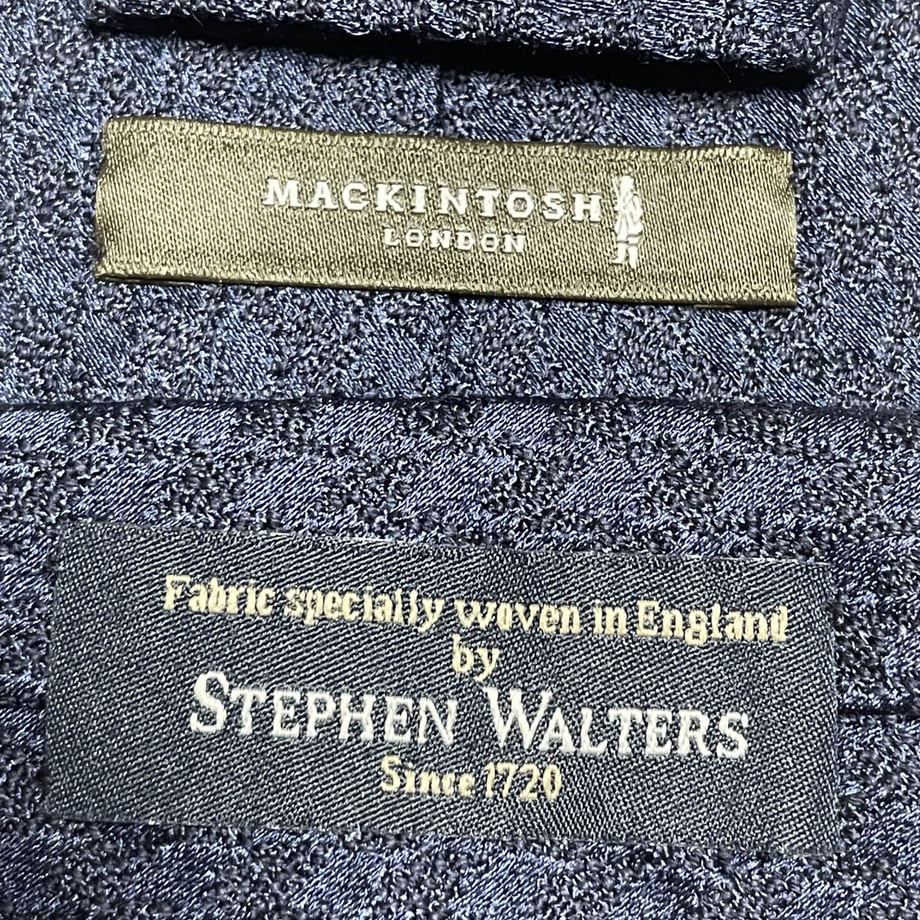 MACKINTOSH
LONDON
Fabric specially woven in England
by
STEPHEN WALTERS
Since 1720